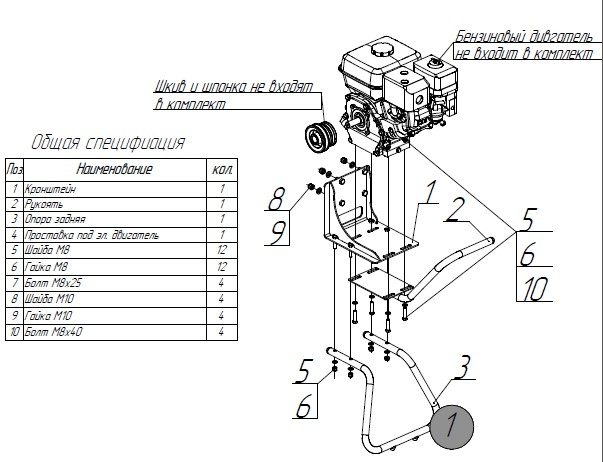 Бензиновый дивгатель
не входит в комплект
Шкив и шпонка не входят
в комплект
Общая спецификация
Поз. Наименование кол.
1 Кронштейн 1
2 Рукоять 1
3 Опора задняя 1
4 Проставка под эл. двигатель 1
5 Шайба М8 12
6 Гайка М8 12
7 Болт М8х25 4
8 Шайба М10 4
9 Гайка М10 4
10 Болт М8х40 4
8
9
1
2
5
6
10
5
6
3
1